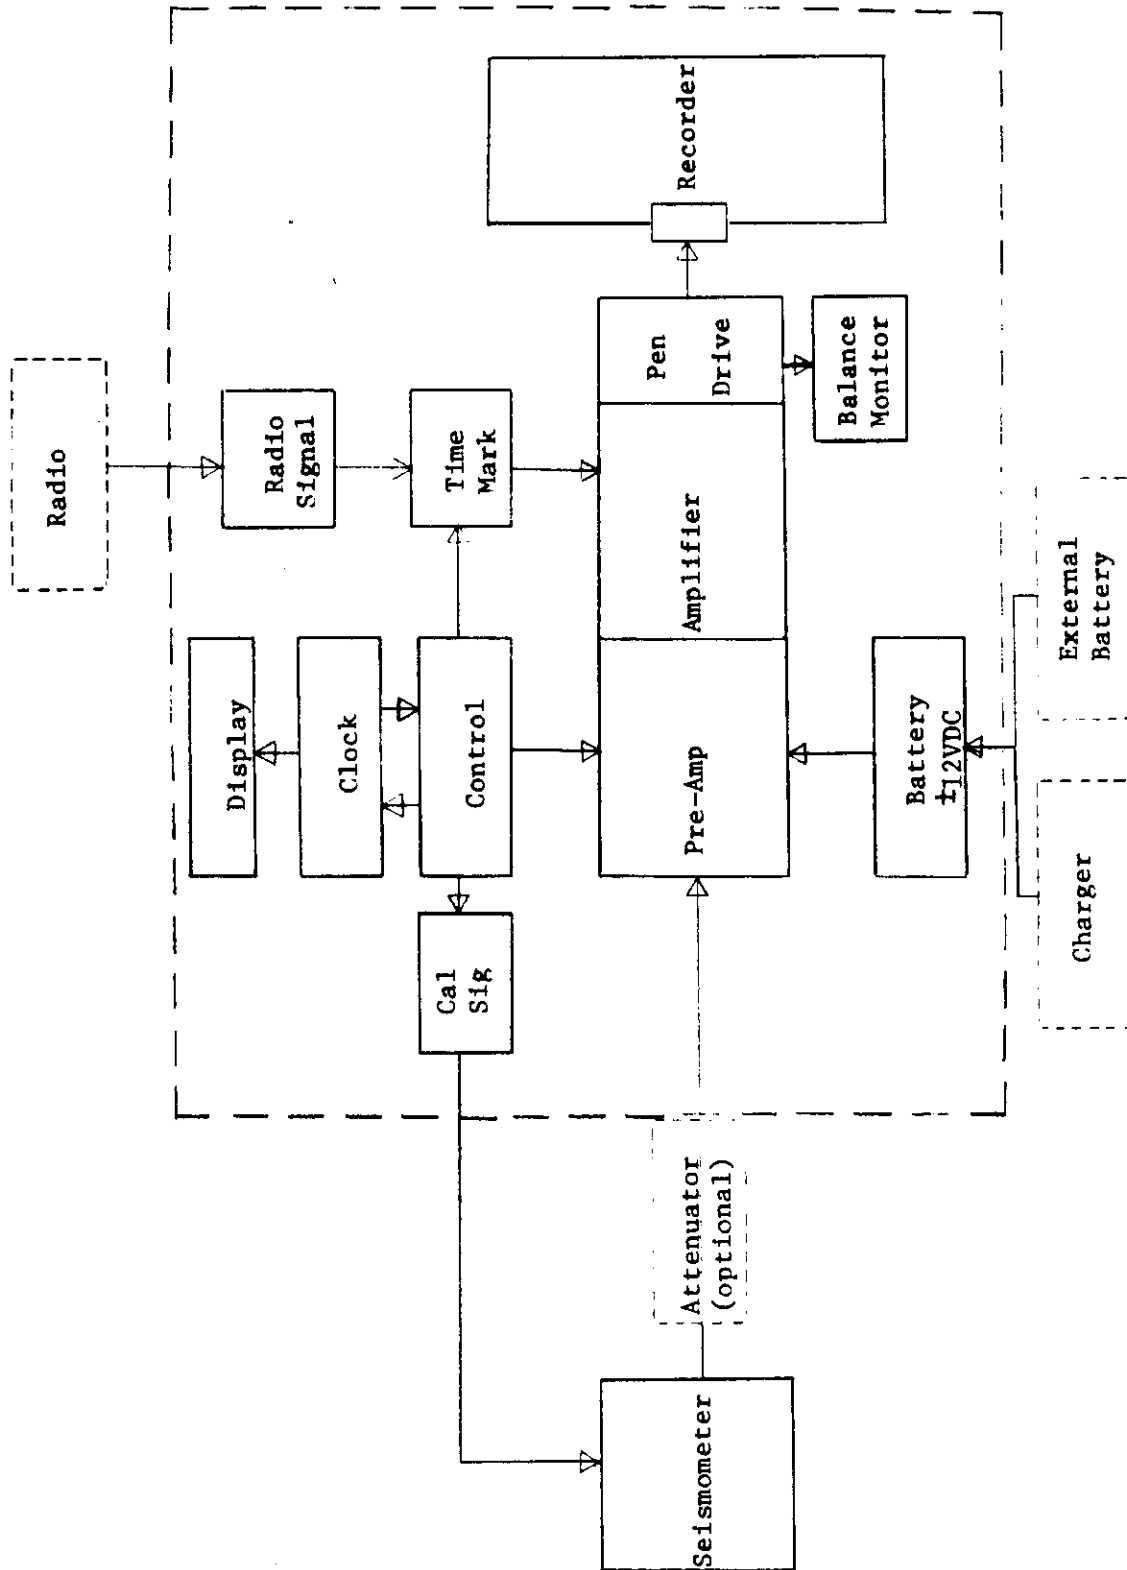 Radio
Display
Clock
Control
Radio
Signal
Time
Mark
Cal
Sig
Recorder
Pen
Drive
Amplifier
Pre-Amp
Balance
Monitor
Attenuator
(optional)
Seismometer
Battery
±12VDC
External
Battery
Charger